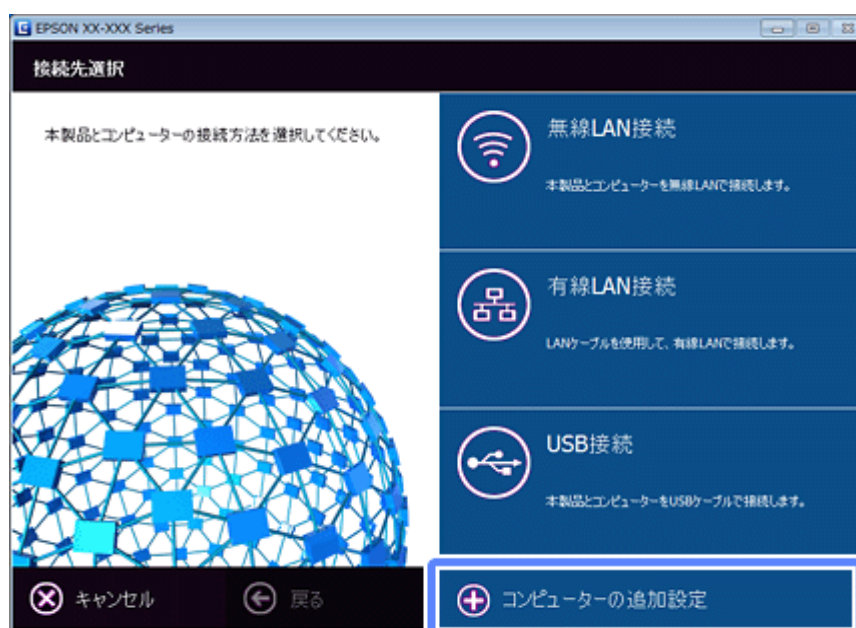 EPSON XX-XXX Series
接続先選択
本製品とコンピューターの接続方法を選択してください。
無線LAN接続
本製品とコンピューターを無線LANで接続します。
有線LAN接続
LANケーブルを使用して、有線LANで接続します。
USB接続
本製品とコンピューターをUSBケーブルで接続します。
キャンセル
戻る
コンピューターの追加設定